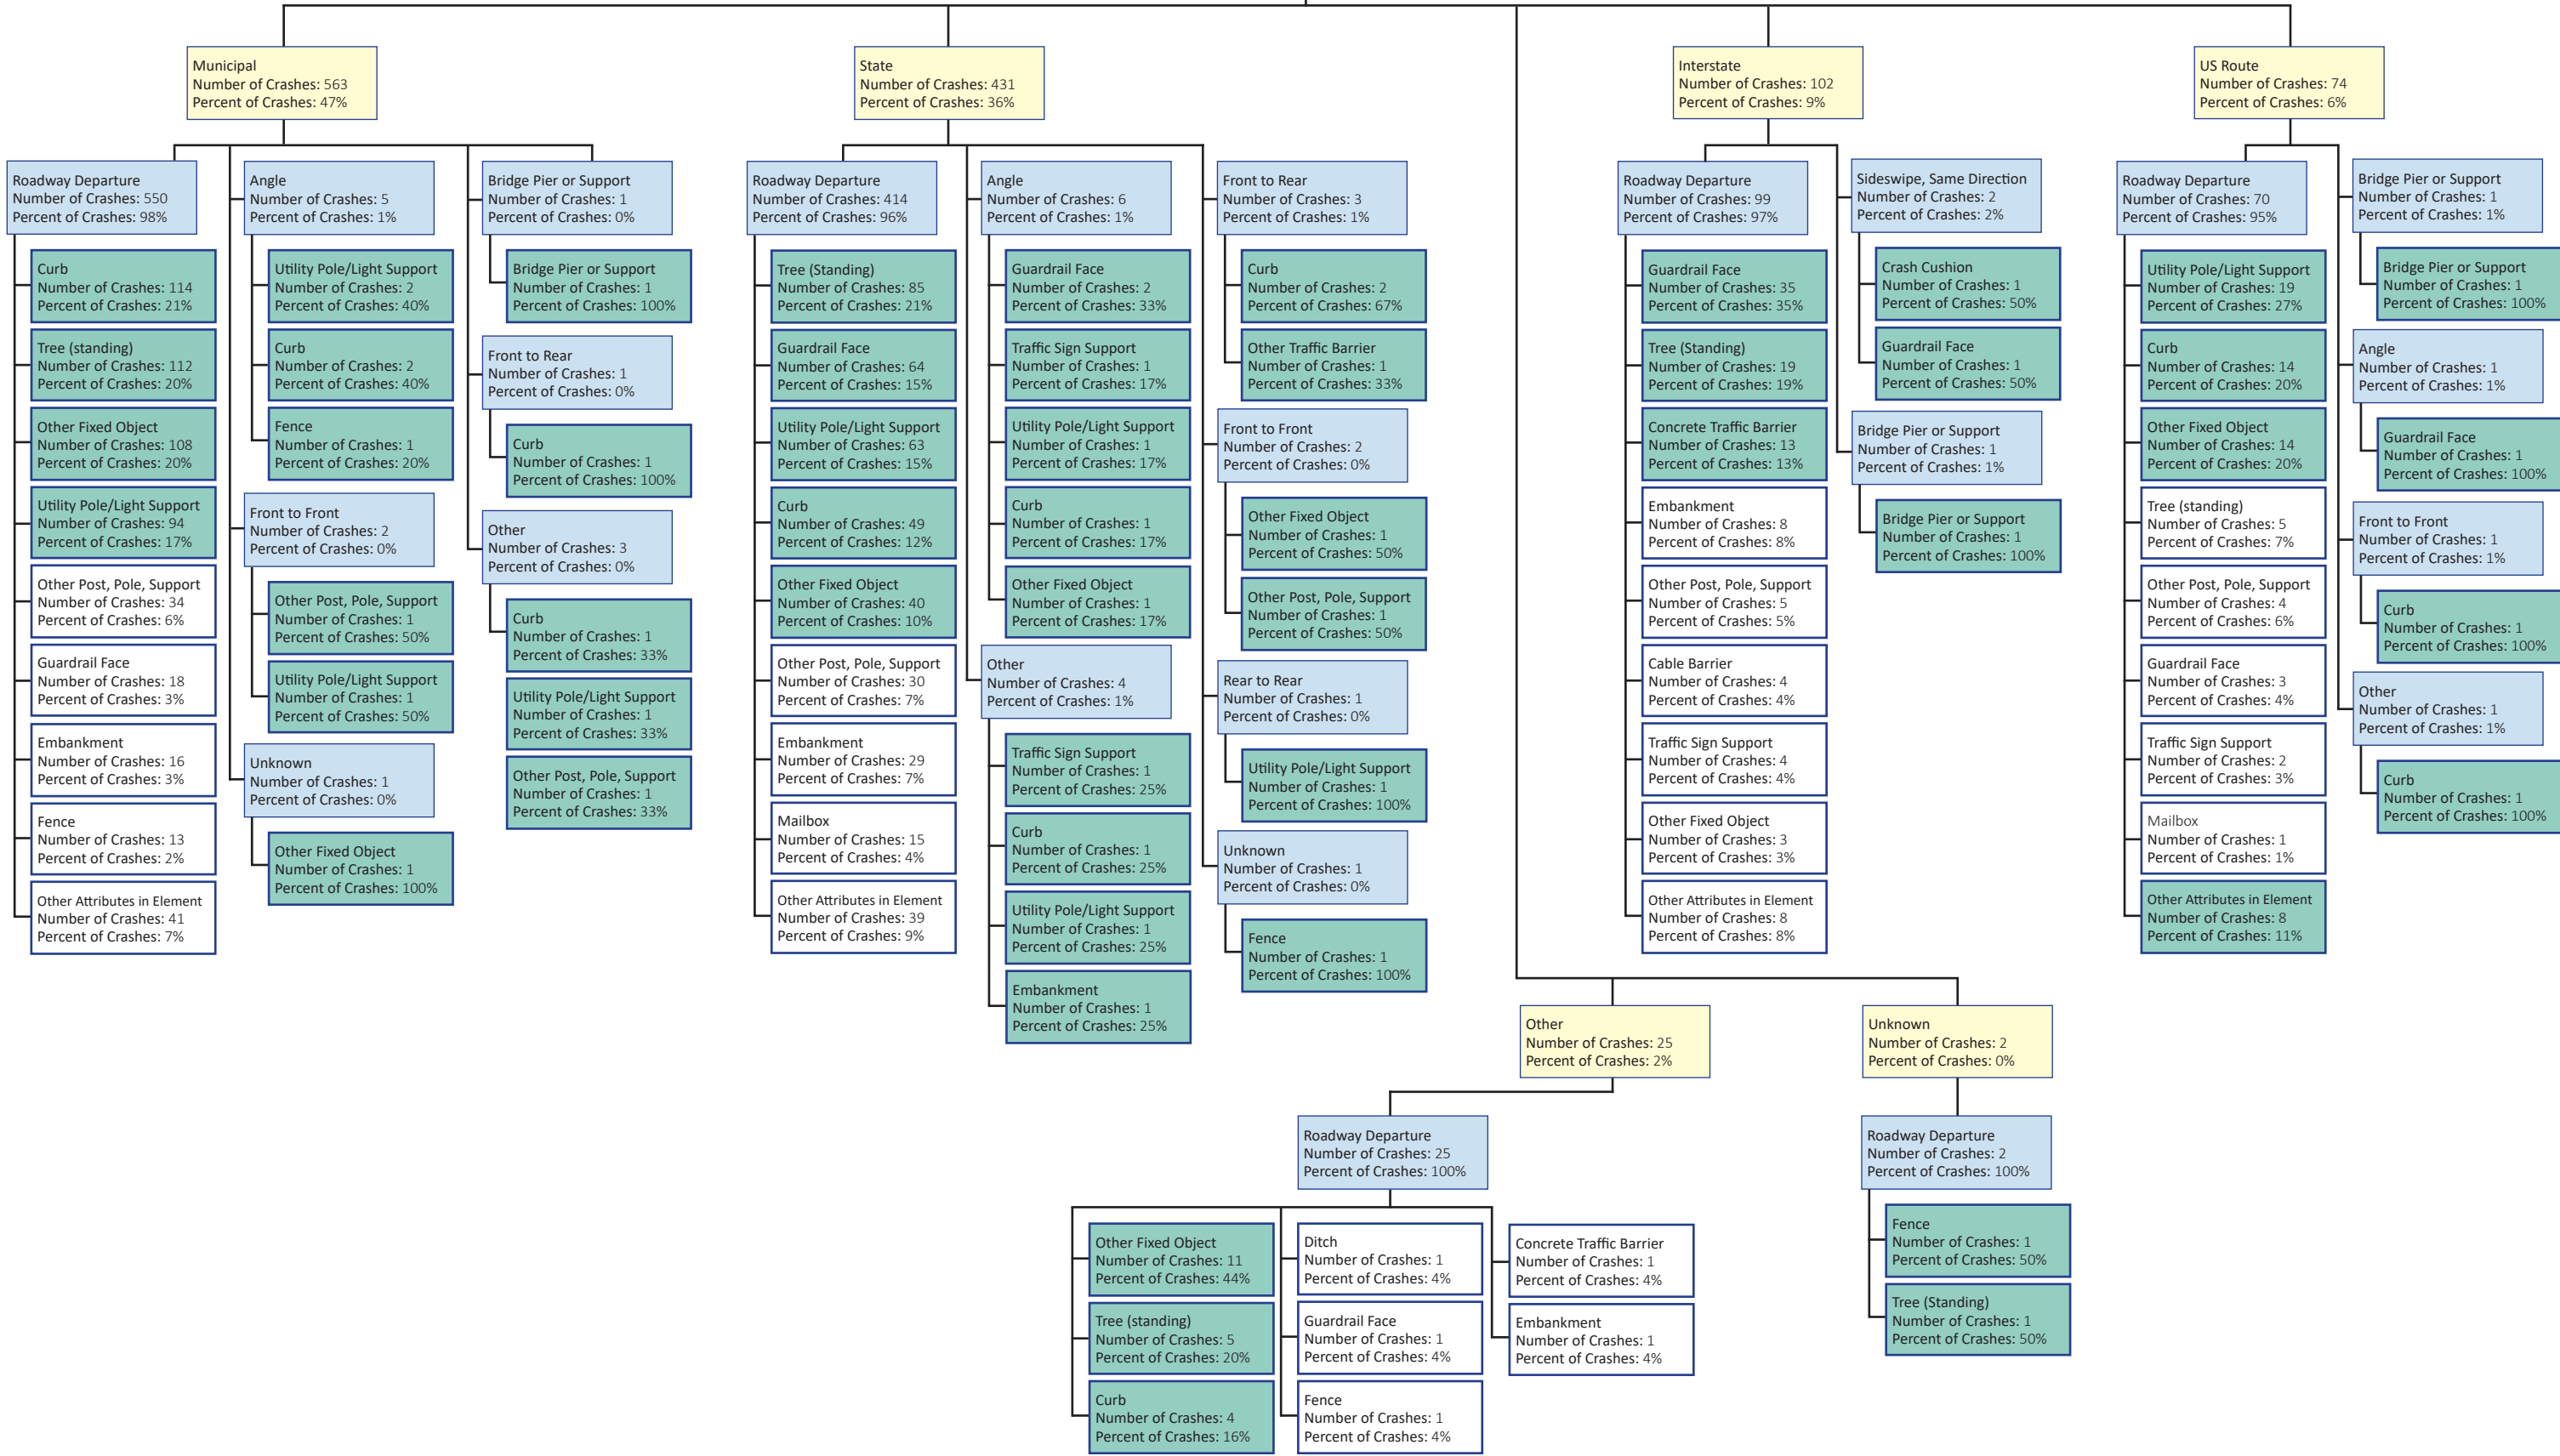 Municipal
Number of Crashes: 563
Percent of Crashes: 47%
Roadway Departure
Number of Crashes: 550
Percent of Crashes: 98%
Curb
Number of Crashes: 114
Percent of Crashes: 21%
Tree (standing)
Number of Crashes: 112
Percent of Crashes: 20%
Other Fixed Object
Number of Crashes: 108
Percent of Crashes: 20%
Utility Pole/Light Support
Number of Crashes: 94
Percent of Crashes: 17%
Other Post, Pole, Support
Number of Crashes: 34
Percent of Crashes: 6%
Guardrail Face
Number of Crashes: 18
Percent of Crashes: 3%
Embankment
Number of Crashes: 16
Percent of Crashes: 3%
Fence
Number of Crashes: 13
Percent of Crashes: 2%
Other Attributes in Element
Number of Crashes: 41
Percent of Crashes: 7%
Angle
Number of Crashes: 5
Percent of Crashes: 1%
Utility Pole/Light Support
Number of Crashes: 2
Percent of Crashes: 40%
Curb
Number of Crashes: 2
Percent of Crashes: 40%
Fence
Number of Crashes: 1
Percent of Crashes: 20%
Front to Front
Number of Crashes: 2
Percent of Crashes: 0%
Other Post, Pole, Support
Number of Crashes: 1
Percent of Crashes: 50%
Utility Pole/Light Support
Number of Crashes: 1
Percent of Crashes: 50%
Unknown
Number of Crashes: 1
Percent of Crashes: 0%
Other Fixed Object
Number of Crashes: 1
Percent of Crashes: 100%
Bridge Pier or Support
Number of Crashes: 1
Percent of Crashes: 0%
Bridge Pier or Support
Number of Crashes: 1
Percent of Crashes: 100%
Front to Rear
Number of Crashes: 1
Percent of Crashes: 0%
Curb
Number of Crashes: 1
Percent of Crashes: 100%
Other
Number of Crashes: 3
Percent of Crashes: 0%
Curb
Number of Crashes: 1
Percent of Crashes: 33%
Utility Pole/Light Support
Number of Crashes: 1
Percent of Crashes: 33%
Other Post, Pole, Support
Number of Crashes: 1
Percent of Crashes: 33%
State
Number of Crashes: 431
Percent of Crashes: 36%
Roadway Departure
Number of Crashes: 414
Percent of Crashes: 96%
Tree (Standing)
Number of Crashes: 85
Percent of Crashes: 21%
Guardrail Face
Number of Crashes: 64
Percent of Crashes: 15%
Utility Pole/Light Support
Number of Crashes: 63
Percent of Crashes: 15%
Curb
Number of Crashes: 49
Percent of Crashes: 12%
Other Fixed Object
Number of Crashes: 40
Percent of Crashes: 10%
Other Post, Pole, Support
Number of Crashes: 30
Percent of Crashes: 7%
Embankment
Number of Crashes: 29
Percent of Crashes: 7%
Mailbox
Number of Crashes: 15
Percent of Crashes: 4%
Other Attributes in Element
Number of Crashes: 39
Percent of Crashes: 9%
Angle
Number of Crashes: 6
Percent of Crashes: 1%
Guardrail Face
Number of Crashes: 2
Percent of Crashes: 33%
Traffic Sign Support
Number of Crashes: 1
Percent of Crashes: 17%
Utility Pole/Light Support
Number of Crashes: 1
Percent of Crashes: 17%
Curb
Number of Crashes: 1
Percent of Crashes: 17%
Other Fixed Object
Number of Crashes: 1
Percent of Crashes: 17%
Other
Number of Crashes: 4
Percent of Crashes: 1%
Traffic Sign Support
Number of Crashes: 1
Percent of Crashes: 25%
Curb
Number of Crashes: 1
Percent of Crashes: 25%
Utility Pole/Light Support
Number of Crashes: 1
Percent of Crashes: 25%
Embankment
Number of Crashes: 1
Percent of Crashes: 25%
Front to Rear
Number of Crashes: 3
Percent of Crashes: 1%
Curb
Number of Crashes: 2
Percent of Crashes: 67%
Other Traffic Barrier
Number of Crashes: 1
Percent of Crashes: 33%
Front to Front
Number of Crashes: 2
Percent of Crashes: 0%
Other Fixed Object
Number of Crashes: 1
Percent of Crashes: 50%
Other Post, Pole, Support
Number of Crashes: 1
Percent of Crashes: 50%
Rear to Rear
Number of Crashes: 1
Percent of Crashes: 0%
Utility Pole/Light Support
Number of Crashes: 1
Percent of Crashes: 100%
Unknown
Number of Crashes: 1
Percent of Crashes: 0%
Fence
Number of Crashes: 1
Percent of Crashes: 100%
Interstate
Number of Crashes: 102
Percent of Crashes: 9%
Roadway Departure
Number of Crashes: 99
Percent of Crashes: 97%
Guardrail Face
Number of Crashes: 35
Percent of Crashes: 35%
Tree (Standing)
Number of Crashes: 19
Percent of Crashes: 19%
Concrete Traffic Barrier
Number of Crashes: 13
Percent of Crashes: 13%
Embankment
Number of Crashes: 8
Percent of Crashes: 8%
Other Post, Pole, Support
Number of Crashes: 5
Percent of Crashes: 5%
Cable Barrier
Number of Crashes: 4
Percent of Crashes: 4%
Traffic Sign Support
Number of Crashes: 4
Percent of Crashes: 4%
Other Fixed Object
Number of Crashes: 3
Percent of Crashes: 3%
Other Attributes in Element
Number of Crashes: 8
Percent of Crashes: 8%
Sideswipe, Same Direction
Number of Crashes: 2
Percent of Crashes: 2%
Crash Cushion
Number of Crashes: 1
Percent of Crashes: 50%
Guardrail Face
Number of Crashes: 1
Percent of Crashes: 50%
Bridge Pier or Support
Number of Crashes: 1
Percent of Crashes: 1%
Bridge Pier or Support
Number of Crashes: 1
Percent of Crashes: 100%
US Route
Number of Crashes: 74
Percent of Crashes: 6%
Roadway Departure
Number of Crashes: 70
Percent of Crashes: 95%
Utility Pole/Light Support
Number of Crashes: 19
Percent of Crashes: 27%
Curb
Number of Crashes: 14
Percent of Crashes: 20%
Other Fixed Object
Number of Crashes: 14
Percent of Crashes: 20%
Tree (standing)
Number of Crashes: 5
Percent of Crashes: 7%
Other Post, Pole, Support
Number of Crashes: 4
Percent of Crashes: 6%
Guardrail Face
Number of Crashes: 3
Percent of Crashes: 4%
Traffic Sign Support
Number of Crashes: 2
Percent of Crashes: 3%
Mailbox
Number of Crashes: 1
Percent of Crashes: 1%
Other Attributes in Element
Number of Crashes: 8
Percent of Crashes: 11%
Bridge Pier or Support
Number of Crashes: 1
Percent of Crashes: 1%
Bridge Pier or Support
Number of Crashes: 1
Percent of Crashes: 100%
Angle
Number of Crashes: 1
Percent of Crashes: 1%
Guardrail Face
Number of Crashes: 1
Percent of Crashes: 100%
Front to Front
Number of Crashes: 1
Percent of Crashes: 1%
Curb
Number of Crashes: 1
Percent of Crashes: 100%
Other
Number of Crashes: 1
Percent of Crashes: 1%
Curb
Number of Crashes: 1
Percent of Crashes: 100%
Other
Number of Crashes: 25
Percent of Crashes: 2%
Roadway Departure
Number of Crashes: 25
Percent of Crashes: 100%
Other Fixed Object
Number of Crashes: 11
Percent of Crashes: 44%
Tree (standing)
Number of Crashes: 5
Percent of Crashes: 20%
Curb
Number of Crashes: 4
Percent of Crashes: 16%
Ditch
Number of Crashes: 1
Percent of Crashes: 4%
Guardrail Face
Number of Crashes: 1
Percent of Crashes: 4%
Fence
Number of Crashes: 1
Percent of Crashes: 4%
Concrete Traffic Barrier
Number of Crashes: 1
Percent of Crashes: 4%
Embankment
Number of Crashes: 1
Percent of Crashes: 4%
Unknown
Number of Crashes: 2
Percent of Crashes: 0%
Roadway Departure
Number of Crashes: 2
Percent of Crashes: 100%
Fence
Number of Crashes: 1
Percent of Crashes: 50%
Tree (Standing)
Number of Crashes: 1
Percent of Crashes: 50%